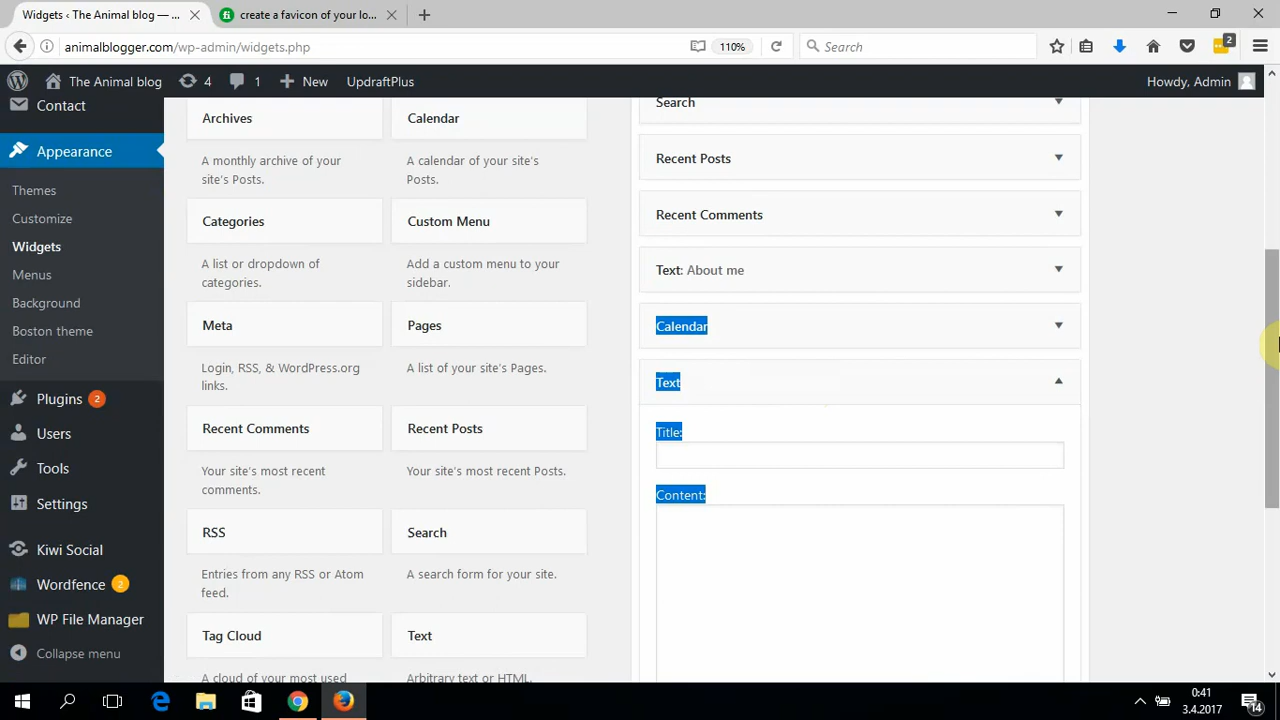 Widgets ‹ The Animal blog — ...
create a favicon of your lo...
animalblogger.com/wp-admin/widgets.php
110%
Search
2
The Animal blog
4
1
New
UpdraftPlus
Howdy, Admin
Contact
Appearance
Themes
Customize
Widgets
Menus
Background
Boston theme
Editor
Plugins 2
Users
Tools
Settings
Kiwi Social
Wordfence 2
WP File Manager
Collapse menu
Archives
A monthly archive of your
site's Posts.
Calendar
A calendar of your site's
Posts.
Categories
A list or dropdown of
categories.
Custom Menu
Add a custom menu to your
sidebar.
Meta
Login, RSS, & WordPress.org
links.
Pages
A list of your site's Pages.
Recent Comments
Your site's most recent
comments.
Recent Posts
Your site's most recent Posts.
RSS
Entries from any RSS or Atom
feed.
Search
A search form for your site.
Tag Cloud
A cloud of your most used
Text
Arbitrary text or HTML.
Search
Recent Posts
Recent Comments
Text: About me
Calendar
Text
Title:
Content:
0:41
3.4.2017
14